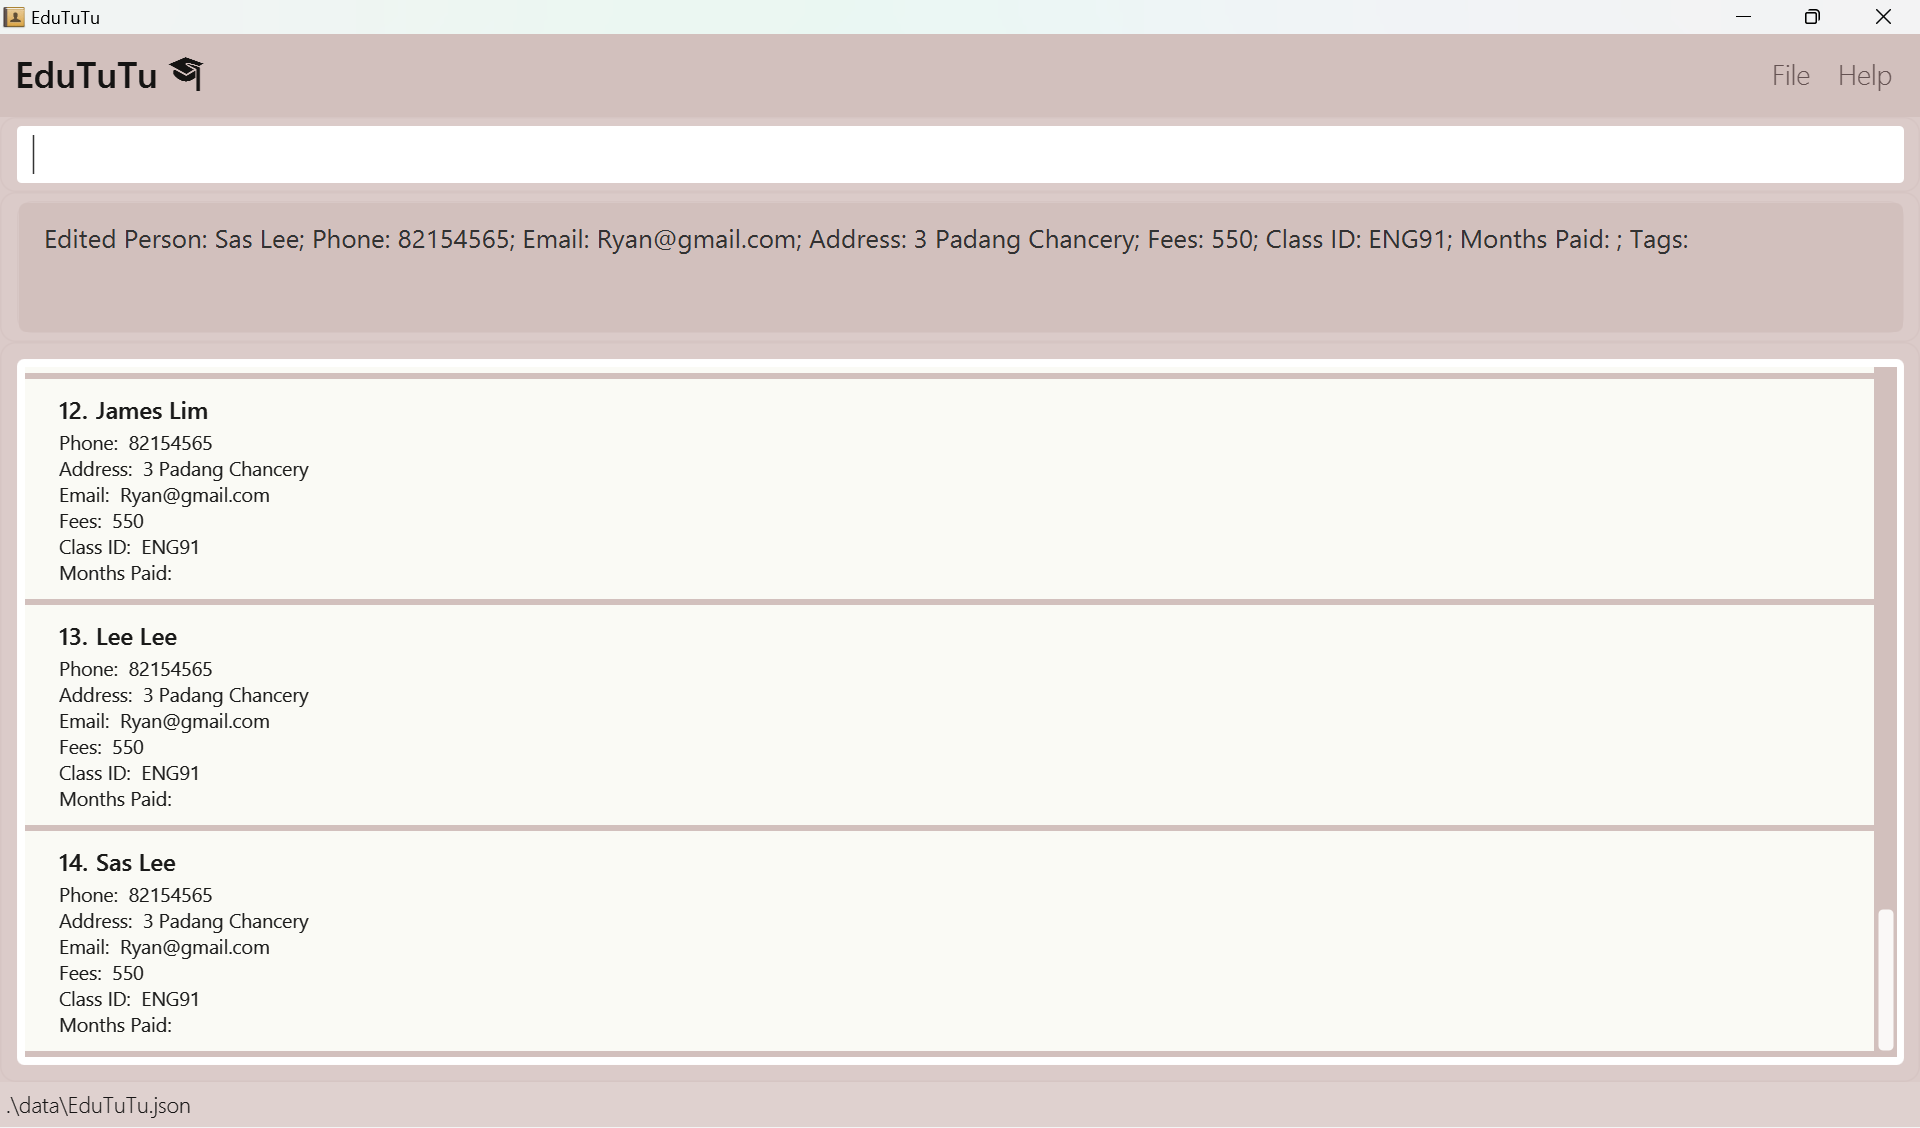 EduTuTu
EduTuTu
File Help
Edited Person: Sas Lee; Phone: 82154565; Email: Ryan@gmail.com; Address: 3 Padang Chancery; Fees: 550; Class ID: ENG91; Months Paid: ; Tags:
12. James Lim
Phone: 82154565
Address: 3 Padang Chancery
Email: Ryan@gmail.com
Fees: 550
Class ID: ENG91
Months Paid:
13. Lee Lee
Phone: 82154565
Address: 3 Padang Chancery
Email: Ryan@gmail.com
Fees: 550
Class ID: ENG91
Months Paid:
14. Sas Lee
Phone: 82154565
Address: 3 Padang Chancery
Email: Ryan@gmail.com
Fees: 550
Class ID: ENG91
Months Paid:
.\data\EduTuTu.json